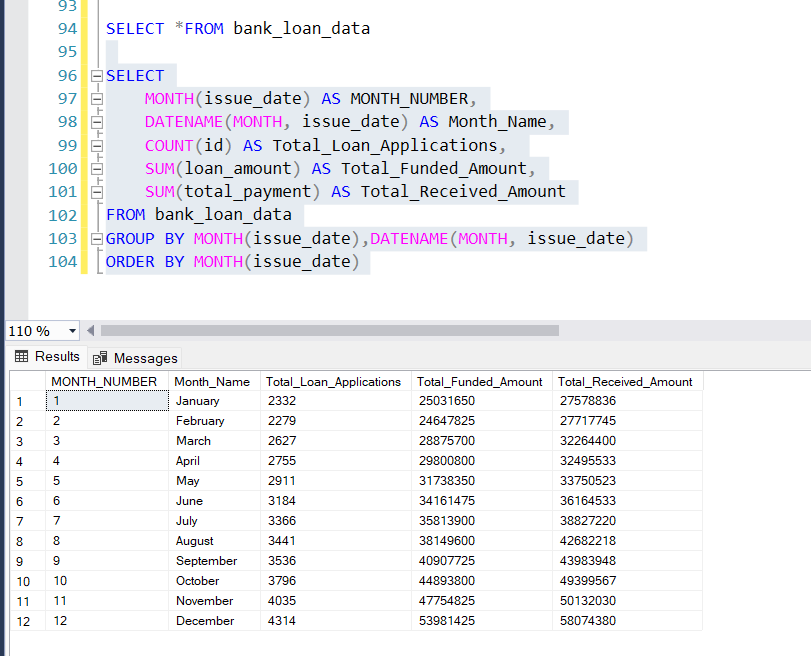 93
94 SELECT *FROM bank_loan_data
95
96 SELECT
97 MONTH(issue_date) AS MONTH_NUMBER,
98 DATENAME(MONTH, issue_date) AS Month_Name,
99 COUNT(id) AS Total_Loan_Applications,
100 SUM(loan_amount) AS Total_Funded_Amount,
101 SUM(total_payment) AS Total_Received_Amount
102 FROM bank_loan_data
103 GROUP BY MONTH(issue_date),DATENAME(MONTH, issue_date)
104 ORDER BY MONTH(issue_date)
110 %
Results Messages
MONTH_NUMBER Month_Name Total_Loan_Applications Total_Funded_Amount Total_Received_Amount
1 1 January 2332 25031650 27578836
2 2 February 2279 24647825 27717745
3 3 March 2627 28875700 32264400
4 4 April 2755 29800800 32495533
5 5 May 2911 31738350 33750523
6 6 June 3184 34161475 36164533
7 7 July 3366 35813900 38827220
8 8 August 3441 38149600 42682218
9 9 September 3536 40907725 43983948
10 10 October 3796 44893800 49399567
11 11 November 4035 47754825 50132030
12 12 December 4314 53981425 58074380